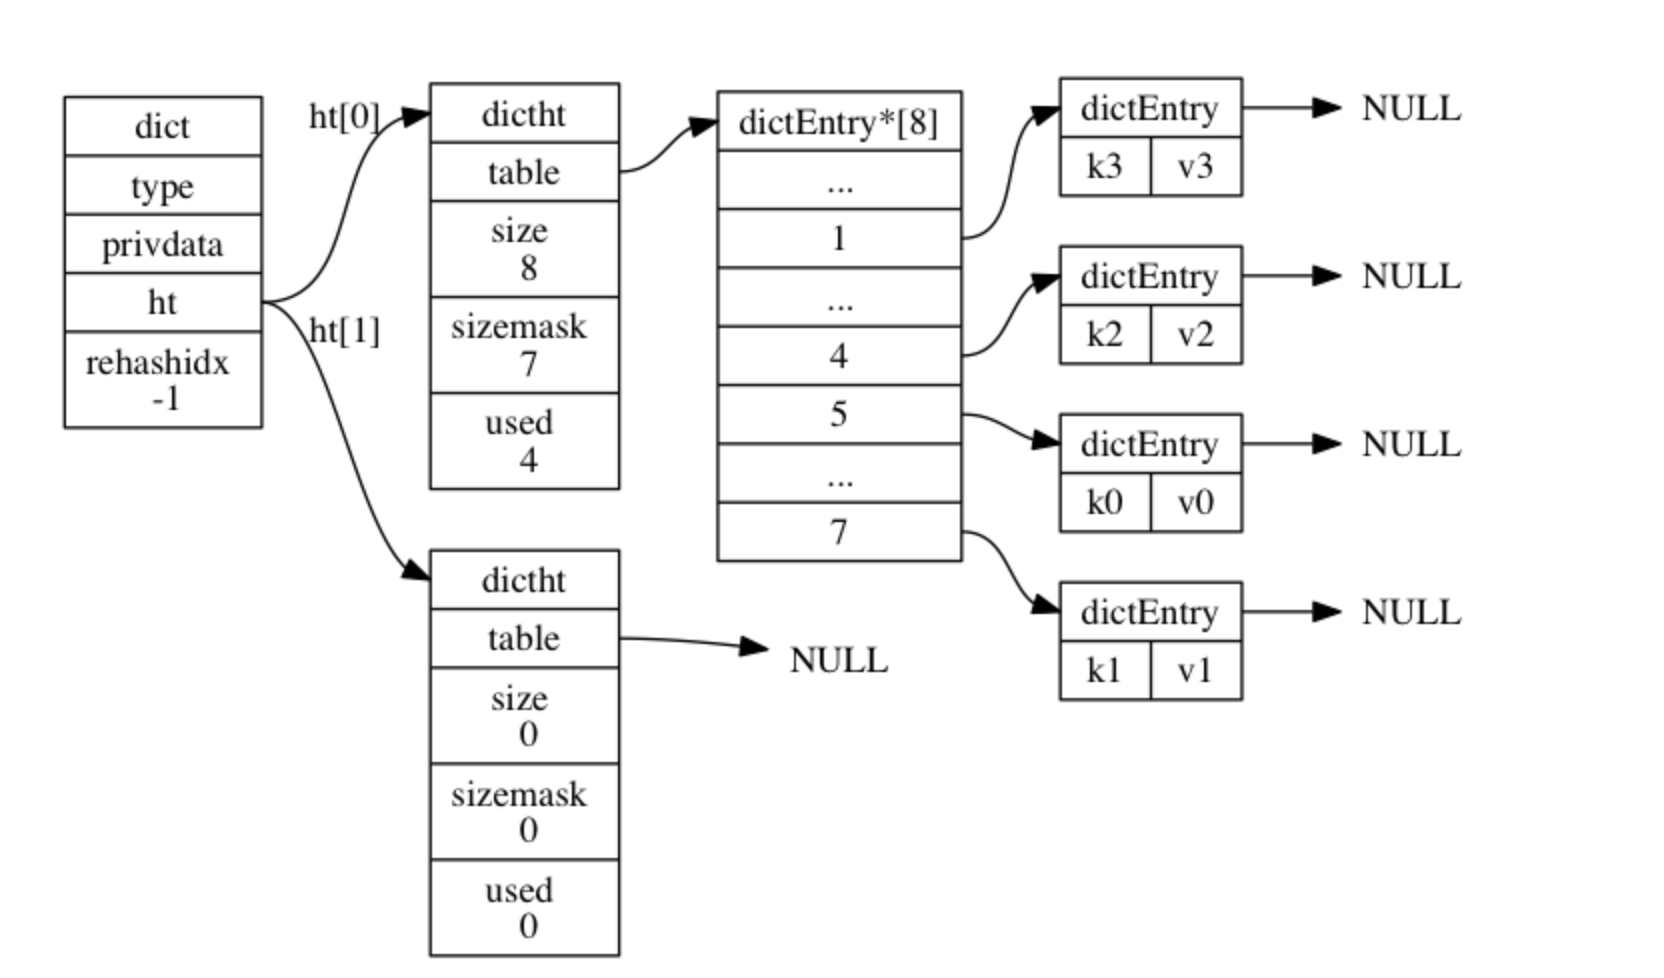 dict
type
privdata
ht
rehashidx
-1
ht[0]
ht[1]
dictht
table
size
8
sizemask
7
used
4
dictht
table
size
0
sizemask
0
used
0
dictEntry*[8]
...
1
...
4
5
...
7
NULL
dictEntry
k3 v3
NULL
dictEntry
k2 v2
NULL
dictEntry
k0 v0
NULL
dictEntry
k1 v1
NULL